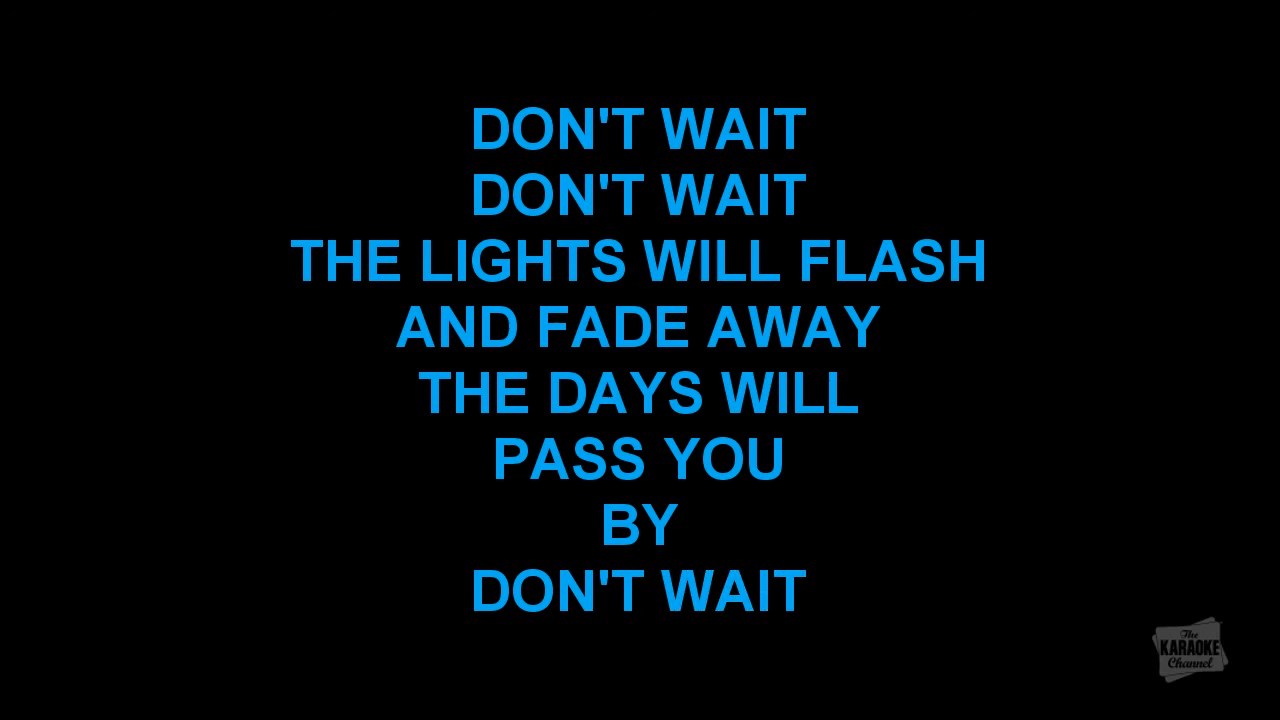 DON'T WAIT
DON'T WAIT
THE LIGHTS WILL FLASH
AND FADE AWAY
THE DAYS WILL
PASS YOU
BY
DON'T WAIT
The
KARAOKE
Channel